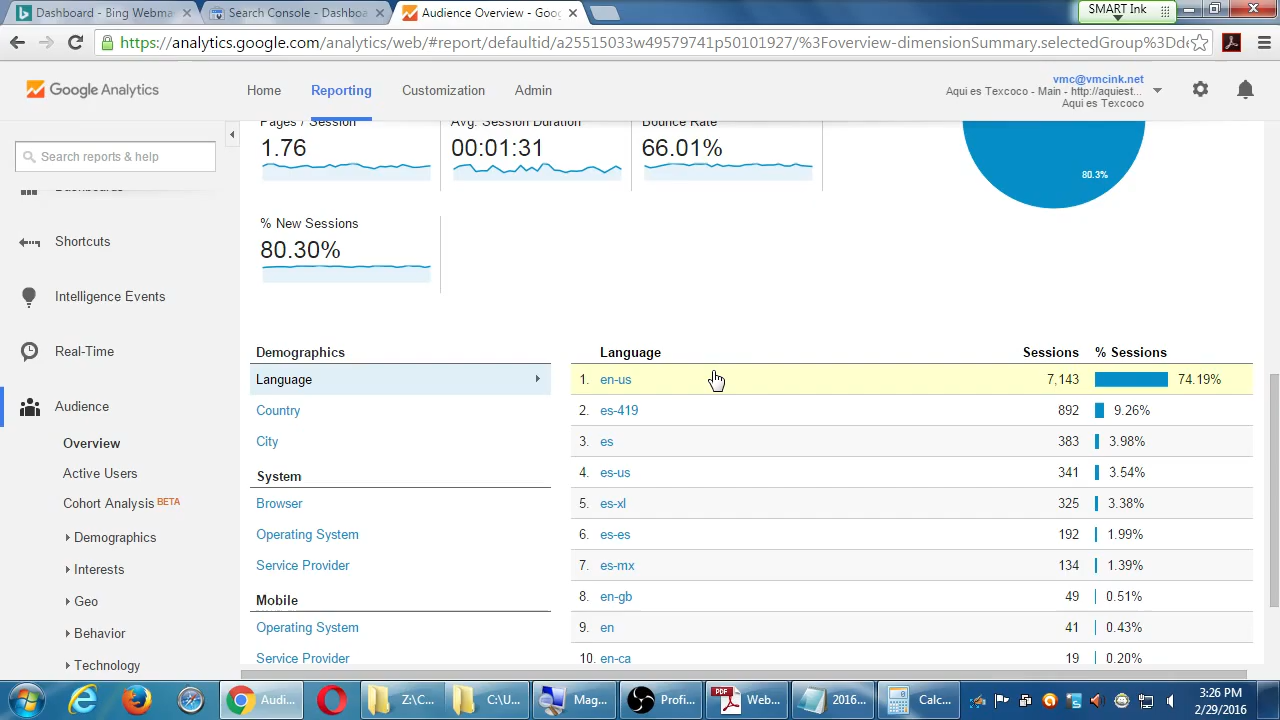 Dashboard - Bing Webma
Search Console - Dashboa
Audience Overview - Goo
SMART Ink
https://analytics.google.com/analytics/web/#report/defaultid/a25515033w49579741p50101927/%3Foverview-dimensionSummary.selectedGroup%3Dde
Google Analytics
Home
Reporting
Customization
Admin
vmc@vmcink.net
Aqui es Texcoco - Main - http://aquiest...
Aqui es Texcoco
Search reports & help
Dashboards
Shortcuts
Intelligence Events
Real-Time
Audience
Overview
Active Users
Cohort Analysis BETA
Demographics
Interests
Geo
Behavior
Technology
Pages / Session
1.76
Avg. Session Duration
00:01:31
Bounce Rate
66.01%
80.3%
% New Sessions
80.30%
Demographics
Language
Country
City
System
Browser
Operating System
Service Provider
Mobile
Operating System
Service Provider
Language Sessions % Sessions
1. en-us 7,143 74.19%
2. es-419 892 9.26%
3. es 383 3.98%
4. es-us 341 3.54%
5. es-xl 325 3.38%
6. es-es 192 1.99%
7. es-mx 134 1.39%
8. en-gb 49 0.51%
9. en 41 0.43%
10. en-ca 19 0.20%
Audi...
Z:\C...
C:\U...
Mag...
Profi...
PDF
Web...
2016...
Calc...
3:26 PM
2/29/2016